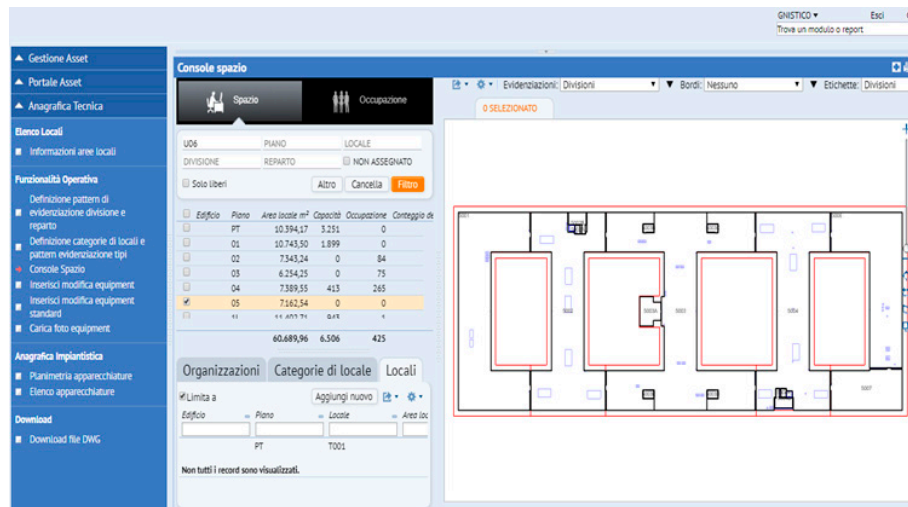 GNISTICO ▾ Esci
Trova un modulo o report
Gestione Asset
Portale Asset
Anagrafica Tecnica
Elenco Locali
Informazioni aree locali
Funzionalità Operativa
Definizione pattern di
evidenziazione divisione e
reparto
Definizione categorie di locali e
pattern evidenziazione tipi
Console Spazio
Inserisci modifica equipment
Inserisci modifica equipment
standard
Carica foto equipment
Anagrafica Impiantistica
Planimetria apparecchiature
Elenco apparecchiature
Download
Download file DWG
Console spazio
Spazio Occupazione
U06 PIANO LOCALE
DIVISIONE REPARTO NON ASSEGNATO
Solo liberi Altro Cancella Filtro
Edificio Piano Area locale m² Capacità Occupazione Conteggio de
PT 10.394,17 3.251 0
01 10.743,50 1.899 0
02 7.343,24 0 84
03 6.254,25 0 75
04 7.389,55 413 265
05 7.162,54 0 0
60.689,96 6.506 425
Organizzazioni Categorie di locale Locali
Limita a Aggiungi nuovo
Edificio Piano Locale Area loc
PT T001
Non tutti i record sono visualizzati.
Evidenziazioni: Divisioni Bordi: Nessuno Etichette: Divisioni
0 SELEZIONATO
5003
5004
5007